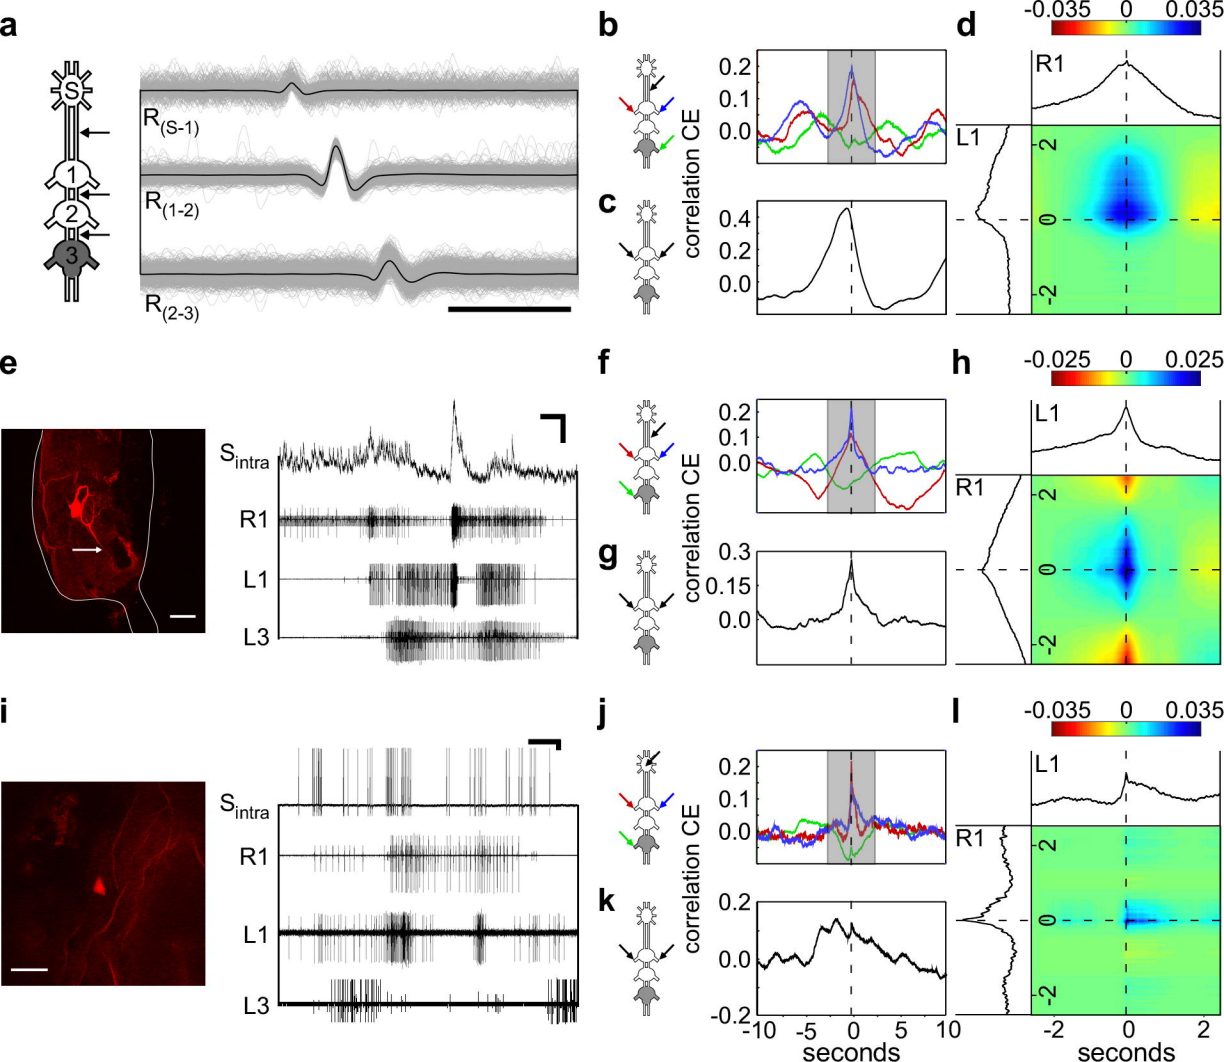 a
S
1
2
3
R(S-1)
R(1-2)
R(2-3)
b
correlation CE
0.2
0.1
0.0
c
0.4
0.2
0.0
d
-0.035 0 0.035
R1
L1
2
0
-2
e
Sintra
R1
L1
L3
f
correlation CE
0.2
0.1
0.0
g
0.3
0.15
0.0
h
-0.025 0 0.025
L1
R1
2
0
-2
i
Sintra
R1
L1
L3
j
correlation CE
0.2
0.1
0.0
k
0.2
0.0
-0.2
-10 -5 0 5 10
seconds
l
-0.035 0 0.035
L1
R1
2
0
-2
-2 0 2
seconds